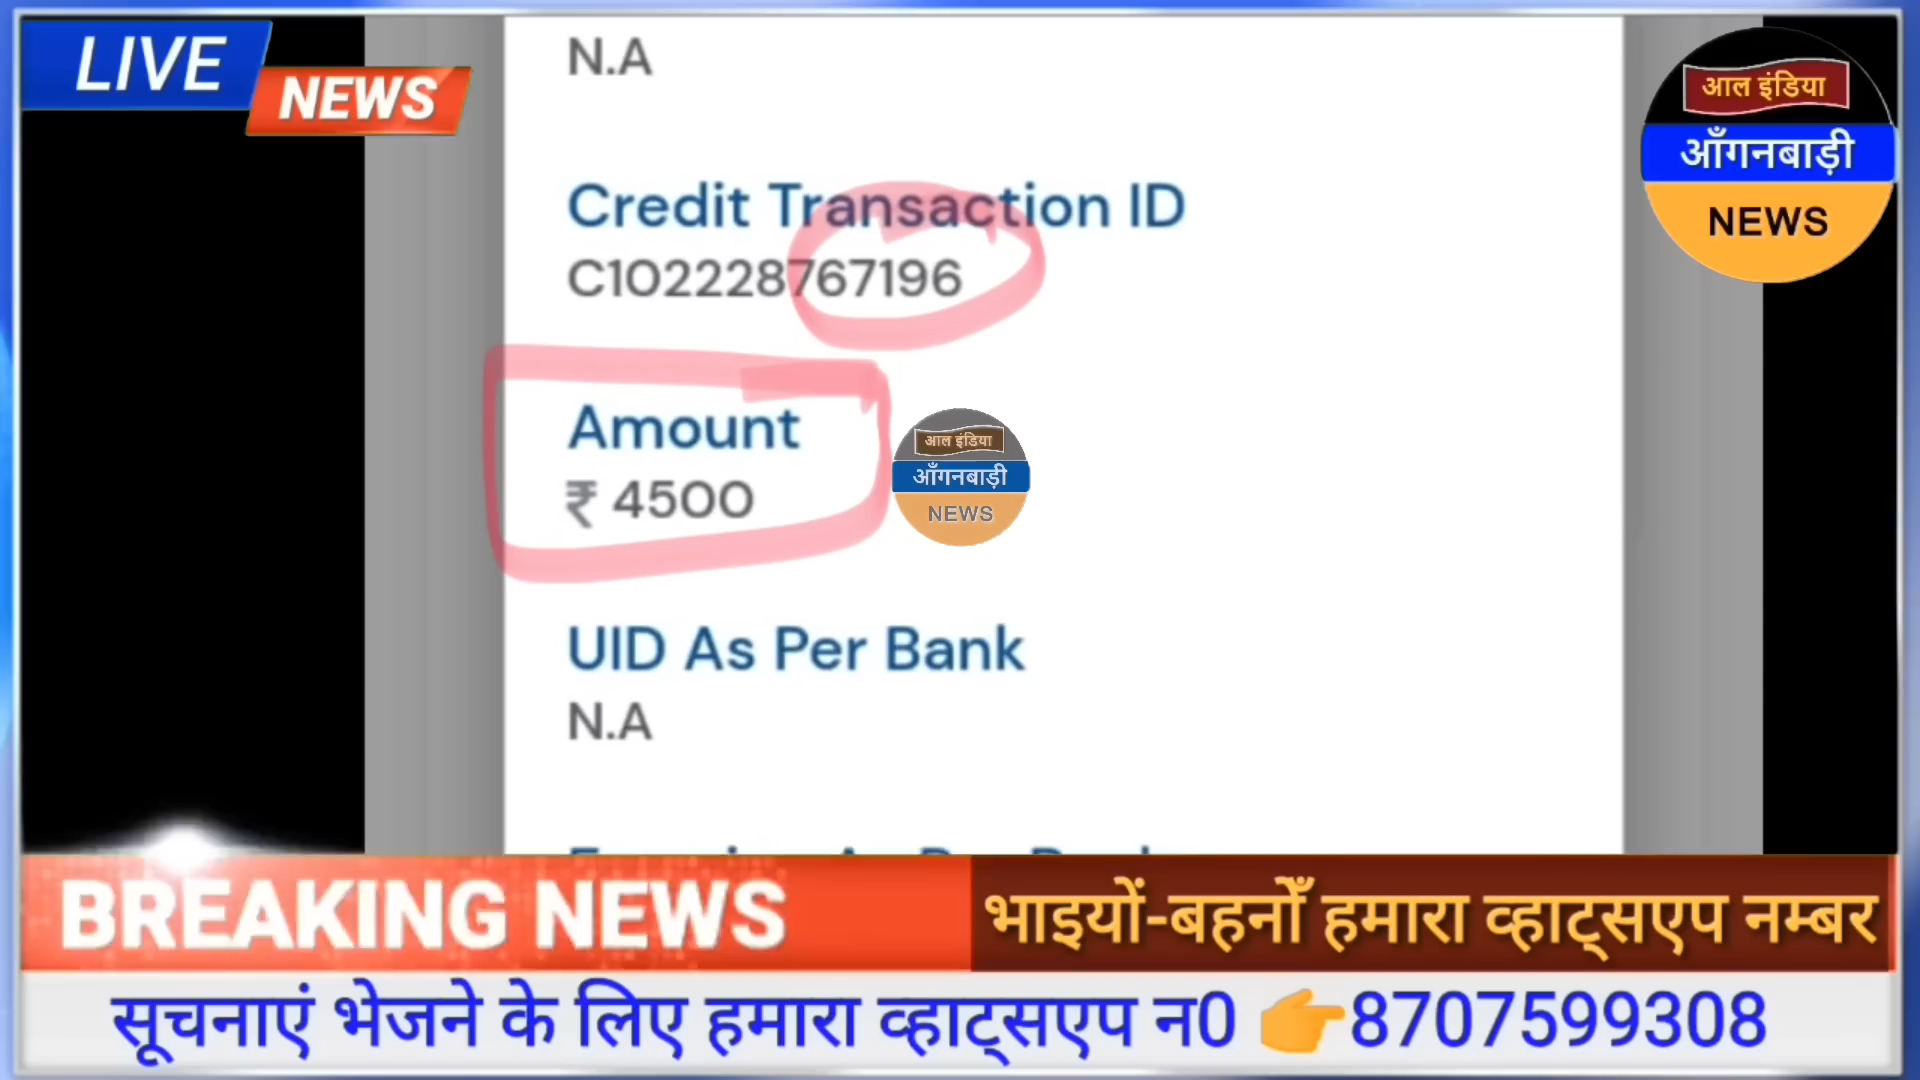 LIVE
NEWS
आल इंडिया
आँगनबाड़ी
NEWS
N.A
Credit Transaction ID
C102228767196
Amount
₹ 4500
आल इंडिया
आँगनबाड़ी
NEWS
UID As Per Bank
N.A
BREAKING NEWS
भाइयों-बहनोँ हमारा व्हाट्सएप नम्बर
सूचनाएं भेजने के लिए हमारा व्हाट्सएप न0 👉8707599308